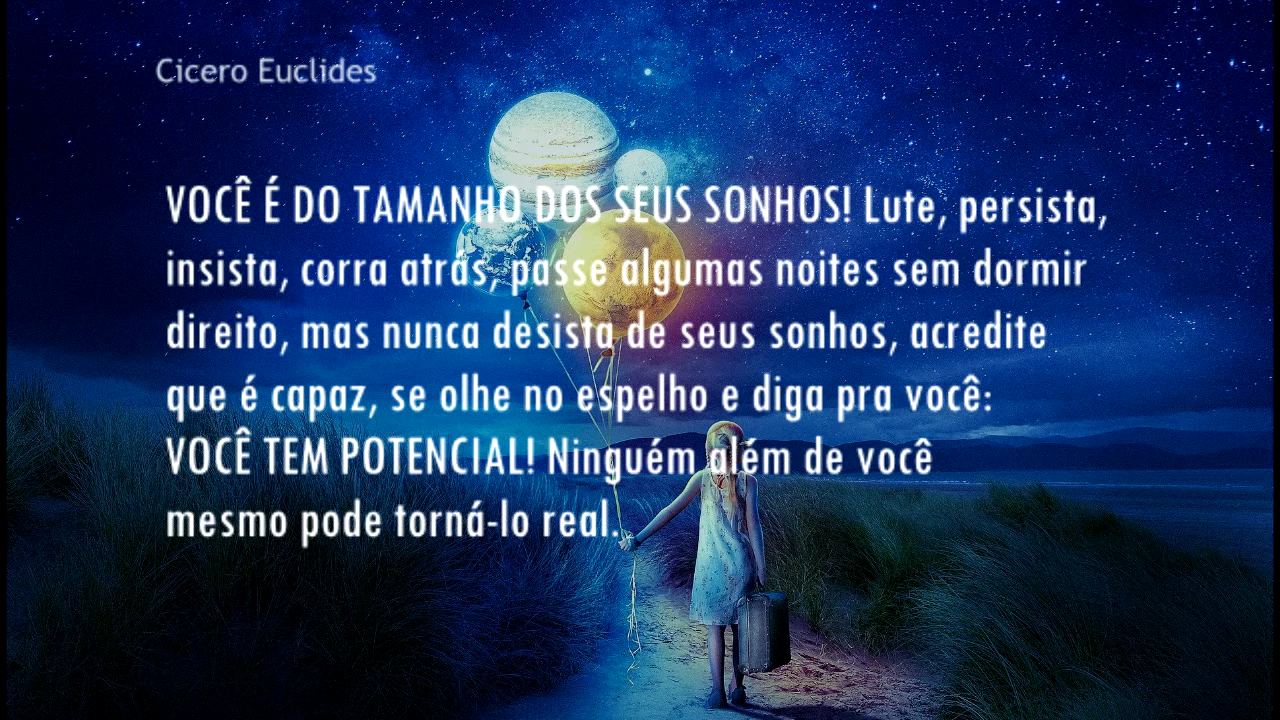 Cicero Euclides
VOCÊ É DO TAMANHO DOS SEUS SONHOS! Lute, persista,
insista, corra atrás, passe algumas noites sem dormir
direito, mas nunca desista de seus sonhos, acredite
que é capaz, se olhe no espelho e diga pra você:
VOCÊ TEM POTENCIAL! Ninguém além de você
mesmo pode torná-lo real.